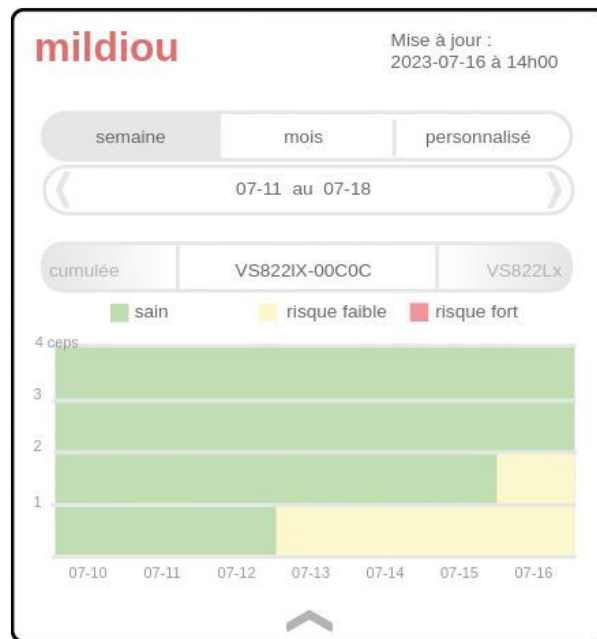 mildiou
Mise à jour :
2023-07-16 à 14h00
semaine mois personnalisé
07-11 au 07-18
cumulée VS822IX-00C0C VS822Lx
sain risque faible risque fort
4 ceps
3
2
1
07-10 07-11 07-12 07-13 07-14 07-15 07-16